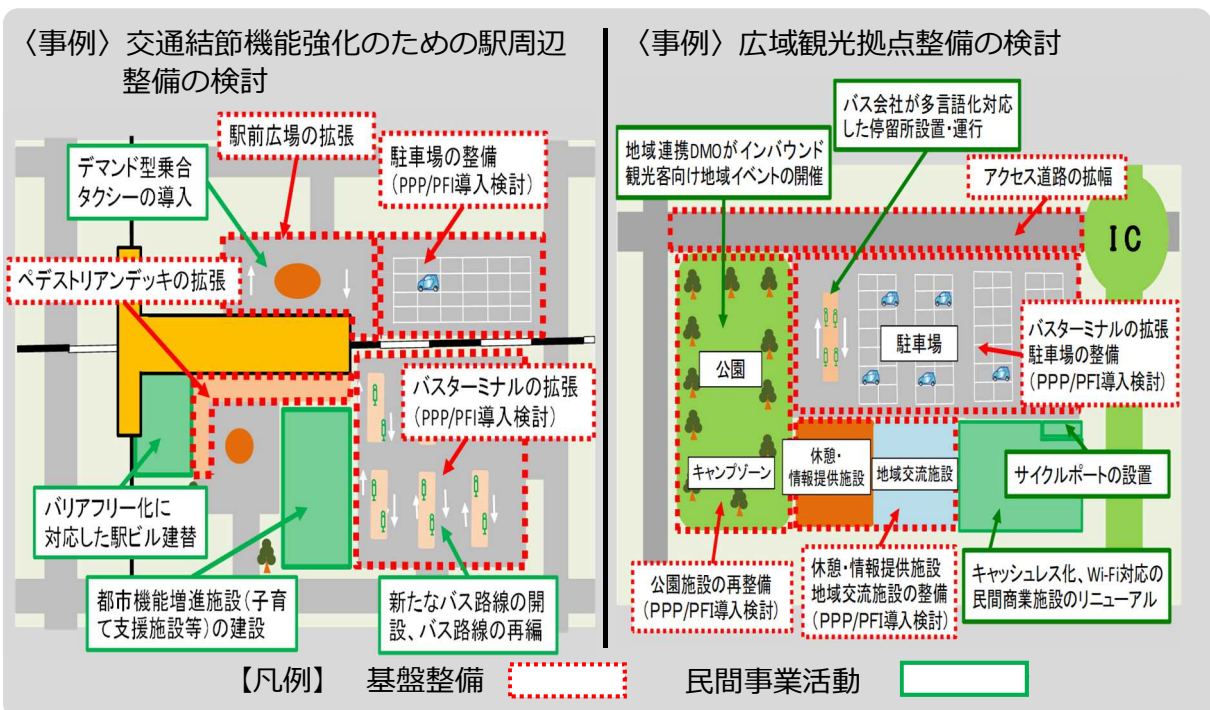 〈事例〉交通結節機能強化のための駅周辺
整備の検討
駅前広場の拡張
デマンド型乗合
タクシーの導入
駐車場の整備
（PPP/PFI導入検討）
ペデストリアンデッキの拡張
バスターミナルの拡張
（PPP/PFI導入検討）
バリアフリー化に
対応した駅ビル建替
都市機能増進施設（子育
て支援施設等）の建設
新たなバス路線の開
設、バス路線の再編
〈事例〉広域観光拠点整備の検討
バス会社が多言語化対応
した停留所設置・運行
地域連携DMOがインバウンド
観光客向け地域イベントの開催
アクセス道路の拡幅
IC
駐車場
公園
バスターミナルの拡張
駐車場の整備
（PPP/PFI導入検討）
キャンプゾーン
休憩・
情報提供施設
地域交流施設
サイクルポートの設置
公園施設の再整備
（PPP/PFI導入検討）
休憩・情報提供施設
地域交流施設の整備
（PPP/PFI導入検討）
キャッシュレス化、Wi-Fi対応の
民間商業施設のリニューアル
【凡例】 基盤整備 民間事業活動